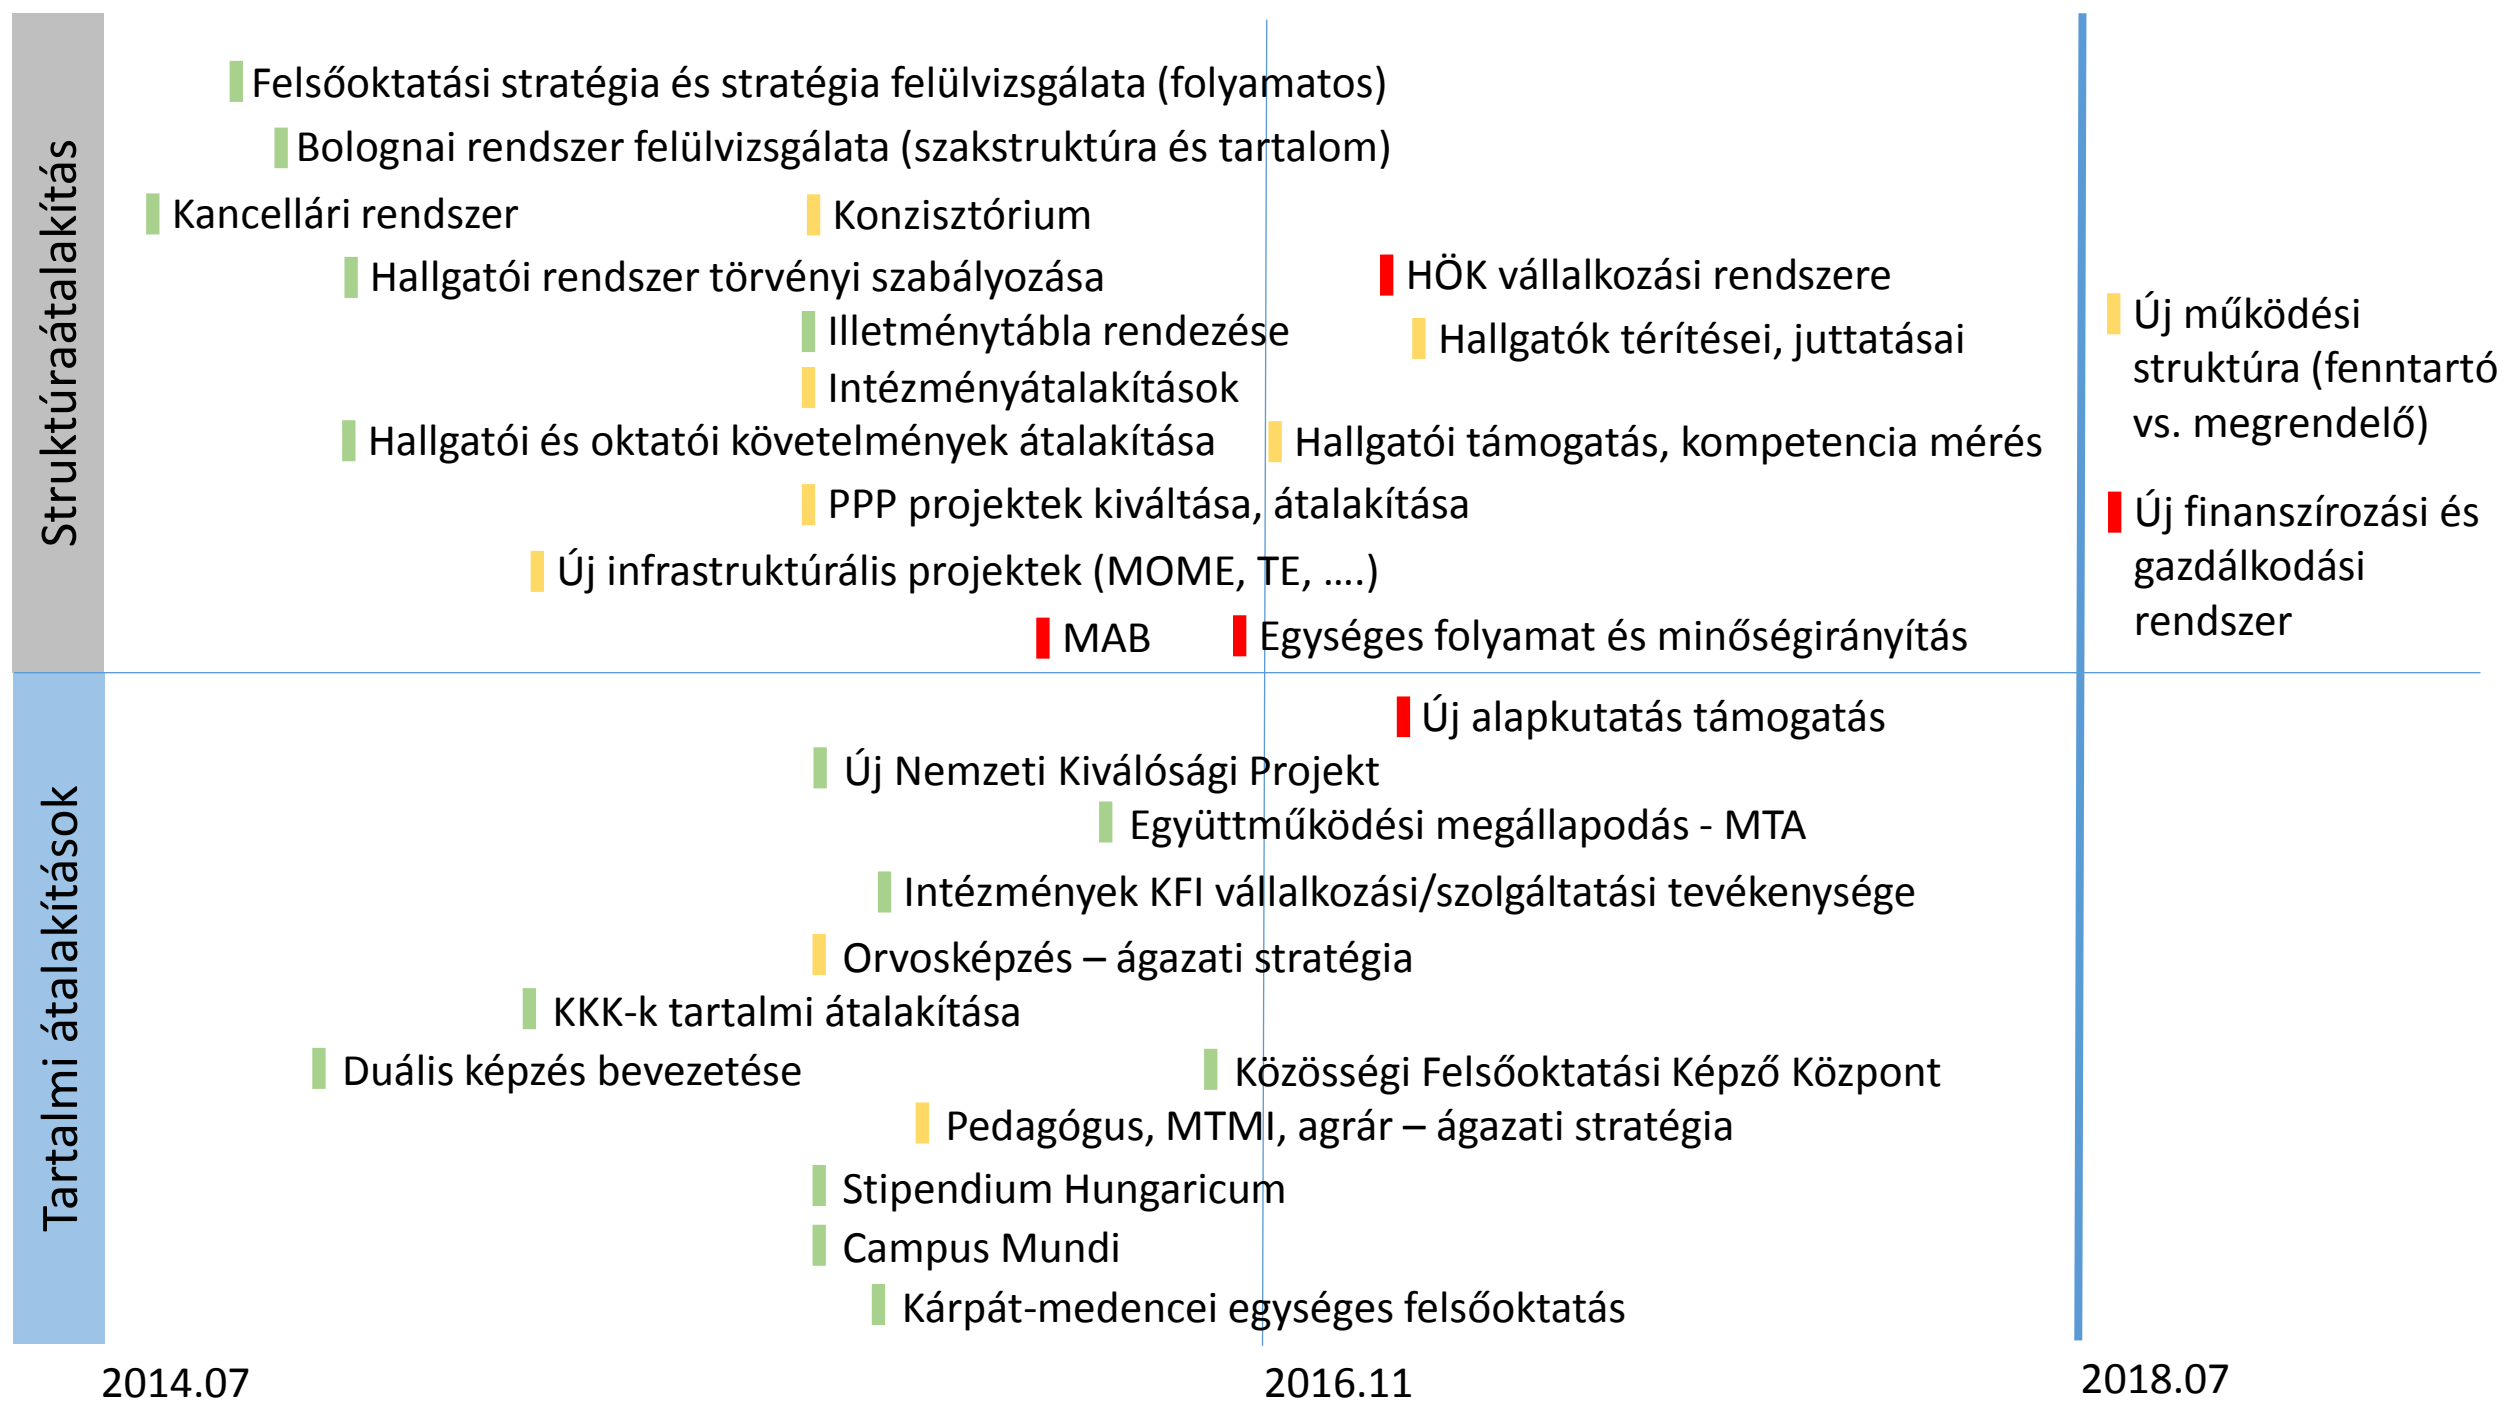 Struktúraátalakítás
Felsőoktatási stratégia és stratégia felülvizsgálata (folyamatos)
Bolognai rendszer felülvizsgálata (szakstruktúra és tartalom)
Kancellári rendszer
Konzisztórium
Hallgatói rendszer törvényi szabályozása
HÖK vállalkozási rendszere
Illetménytábla rendezése
Hallgatók térítései, juttatásai
Intézményátalakítások
Hallgatói és oktatói követelmények átalakítása
Hallgatói támogatás, kompetencia mérés
PPP projektek kiváltása, átalakítása
Új infrastruktúrális projektek (MOME, TE, ....)
MAB
Egységes folyamat és minőségirányítás
Új működési
struktúra (fenntartó
vs. megrendelő)
Új finanszírozási és
gazdálkodási
rendszer
Tartalmi átalakítások
Új alapkutatás támogatás
Új Nemzeti Kiválósági Projekt
Együttműködési megállapodás - MTA
Intézmények KFI vállalkozási/szolgáltatási tevékenysége
Orvosképzés – ágazati stratégia
KKK-k tartalmi átalakítása
Duális képzés bevezetése
Közösségi Felsőoktatási Képző Központ
Pedagógus, MTMI, agrár – ágazati stratégia
Stipendium Hungaricum
Campus Mundi
Kárpát-medencei egységes felsőoktatás
2014.07
2016.11
2018.07